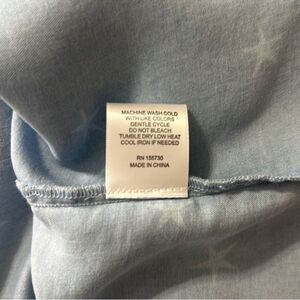 MACHINE WASH COLD
WITH LIKE COLORS
GENTLE CYCLE
DO NOT BLEACH
TUMBLE DRY LOW HEAT
COOL IRON IF NEEDED
RN 155730
MADE IN CHINA